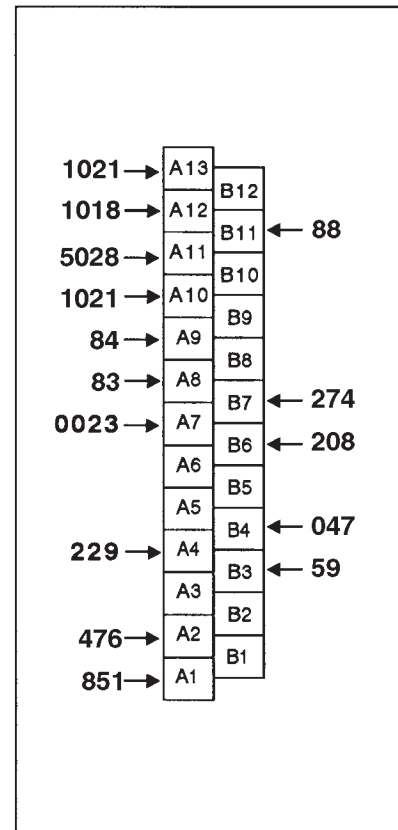 1021 A13
B12
1018 A12
B11 88
5028 A11
B10
1021 A10
B9
84 A9
B8
83 A8
B7 274
0023 A7
B6 208
A6
B5
A5
B4 047
229 A4
B3 59
A3
B2
476 A2
B1
851 A1